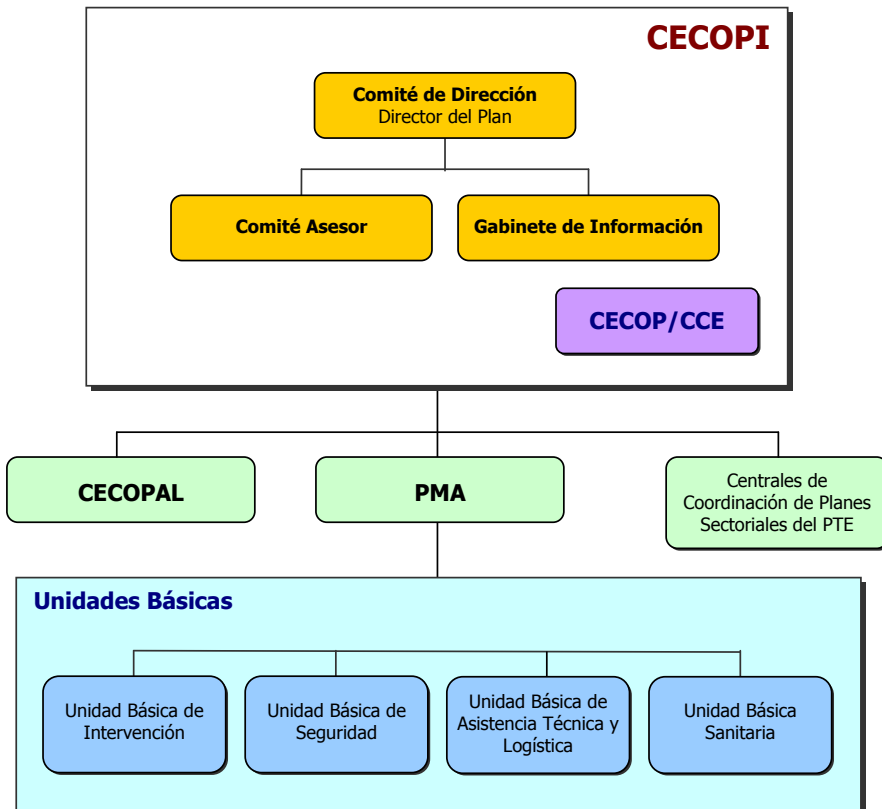 CECOPI
Comité de Dirección
Director del Plan
Comité Asesor
Gabinete de Información
CECOP/CCE
CECOPAL
PMA
Centrales de
Coordinación de Planes
Sectoriales del PTE
Unidades Básicas
Unidad Básica de
Intervención
Unidad Básica de
Seguridad
Unidad Básica de
Asistencia Técnica y
Logística
Unidad Básica
Sanitaria